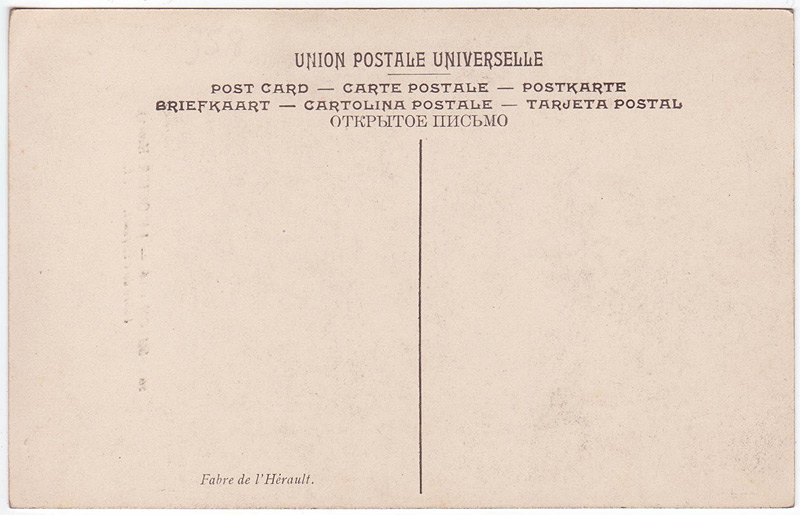 UNION POSTALE UNIVERSELLE
POST CARD — CARTE POSTALE — POSTKARTE
BRIEFKAART — CARTOLINA POSTALE — TARJETA POSTAL
ОТКРЫТОЕ ПИСЬМО
Fabre de l'Hérault.